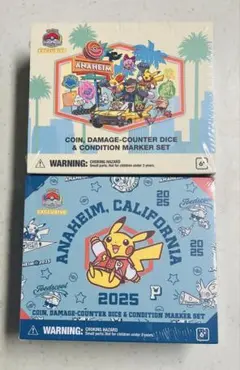 ANAHEIM
COIN, DAMAGE-COUNTER DICE
& CONDITION MARKER SET
WARNING: CHOKING HAZARD
Small parts. Not for children under 3 years.
6+
ANAHEIM, CALIFORNIA
2025
2025
2025
COIN, DAMAGE-COUNTER DICE & CONDITION MARKER SET
WARNING: CHOKING HAZARD
Small parts. Not for children under 3 years.
6+